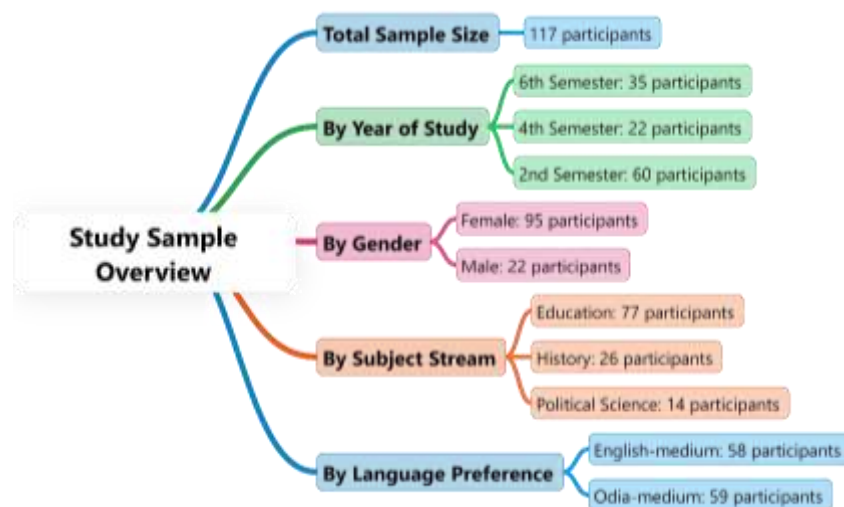 Study Sample
Overview
Total Sample Size
117 participants
By Year of Study
6th Semester: 35 participants
4th Semester: 22 participants
2nd Semester: 60 participants
By Gender
Female: 95 participants
Male: 22 participants
By Subject Stream
Education: 77 participants
History: 26 participants
Political Science: 14 participants
By Language Preference
English-medium: 58 participants
Odia-medium: 59 participants